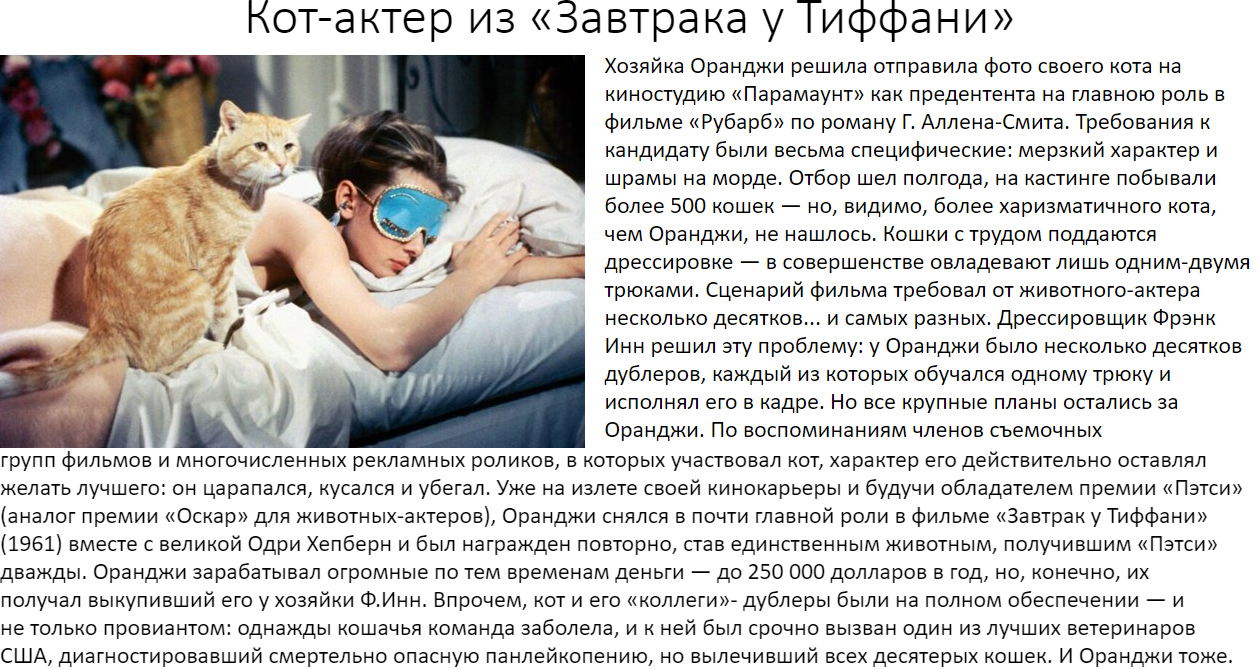 Кот-актер из «Завтрака у Тиффани»
Хозяйка Оранджи решила отправила фото своего кота на
киностудию «Парамаунт» как предентента на главною роль в
фильме «Рубарб» по роману Г. Аллена-Смита. Требования к
кандидату были весьма специфические: мерзкий характер и
шрамы на морде. Отбор шел полгода, на кастинге побывали
более 500 кошек — но, видимо, более харизматичного кота,
чем Оранджи, не нашлось. Кошки с трудом поддаются
дрессировке — в совершенстве овладевают лишь одним-двумя
трюками. Сценарий фильма требовал от животного-актера
несколько десятков... и самых разных. Дрессировщик Фрэнк
Инн решил эту проблему: у Оранджи было несколько десятков
дублеров, каждый из которых обучался одному трюку и
исполнял его в кадре. Но все крупные планы остались за
Оранджи. По воспоминаниям членов съемочных
групп фильмов и многочисленных рекламных роликов, в которых участвовал кот, характер его действительно оставлял
желать лучшего: он царапался, кусался и убегал. Уже на излете своей кинокарьеры и будучи обладателем премии «Пэтси»
(аналог премии «Оскар» для животных-актеров), Оранджи снялся в почти главной роли в фильме «Завтрак у Тиффани»
(1961) вместе с великой Одри Хепберн и был награжден повторно, став единственным животным, получившим «Пэтси»
дважды. Оранджи зарабатывал огромные по тем временам деньги — до 250 000 долларов в год, но, конечно, их
получал выкупивший его у хозяйки Ф.Инн. Впрочем, кот и его «коллеги»- дублеры были на полном обеспечении — и
не только провиантом: однажды кошачья команда заболела, и к ней был срочно вызван один из лучших ветеринаров
США, диагностировавший смертельно опасную панлейкопению, но вылечивший всех десятерых кошек. И Оранджи тоже.